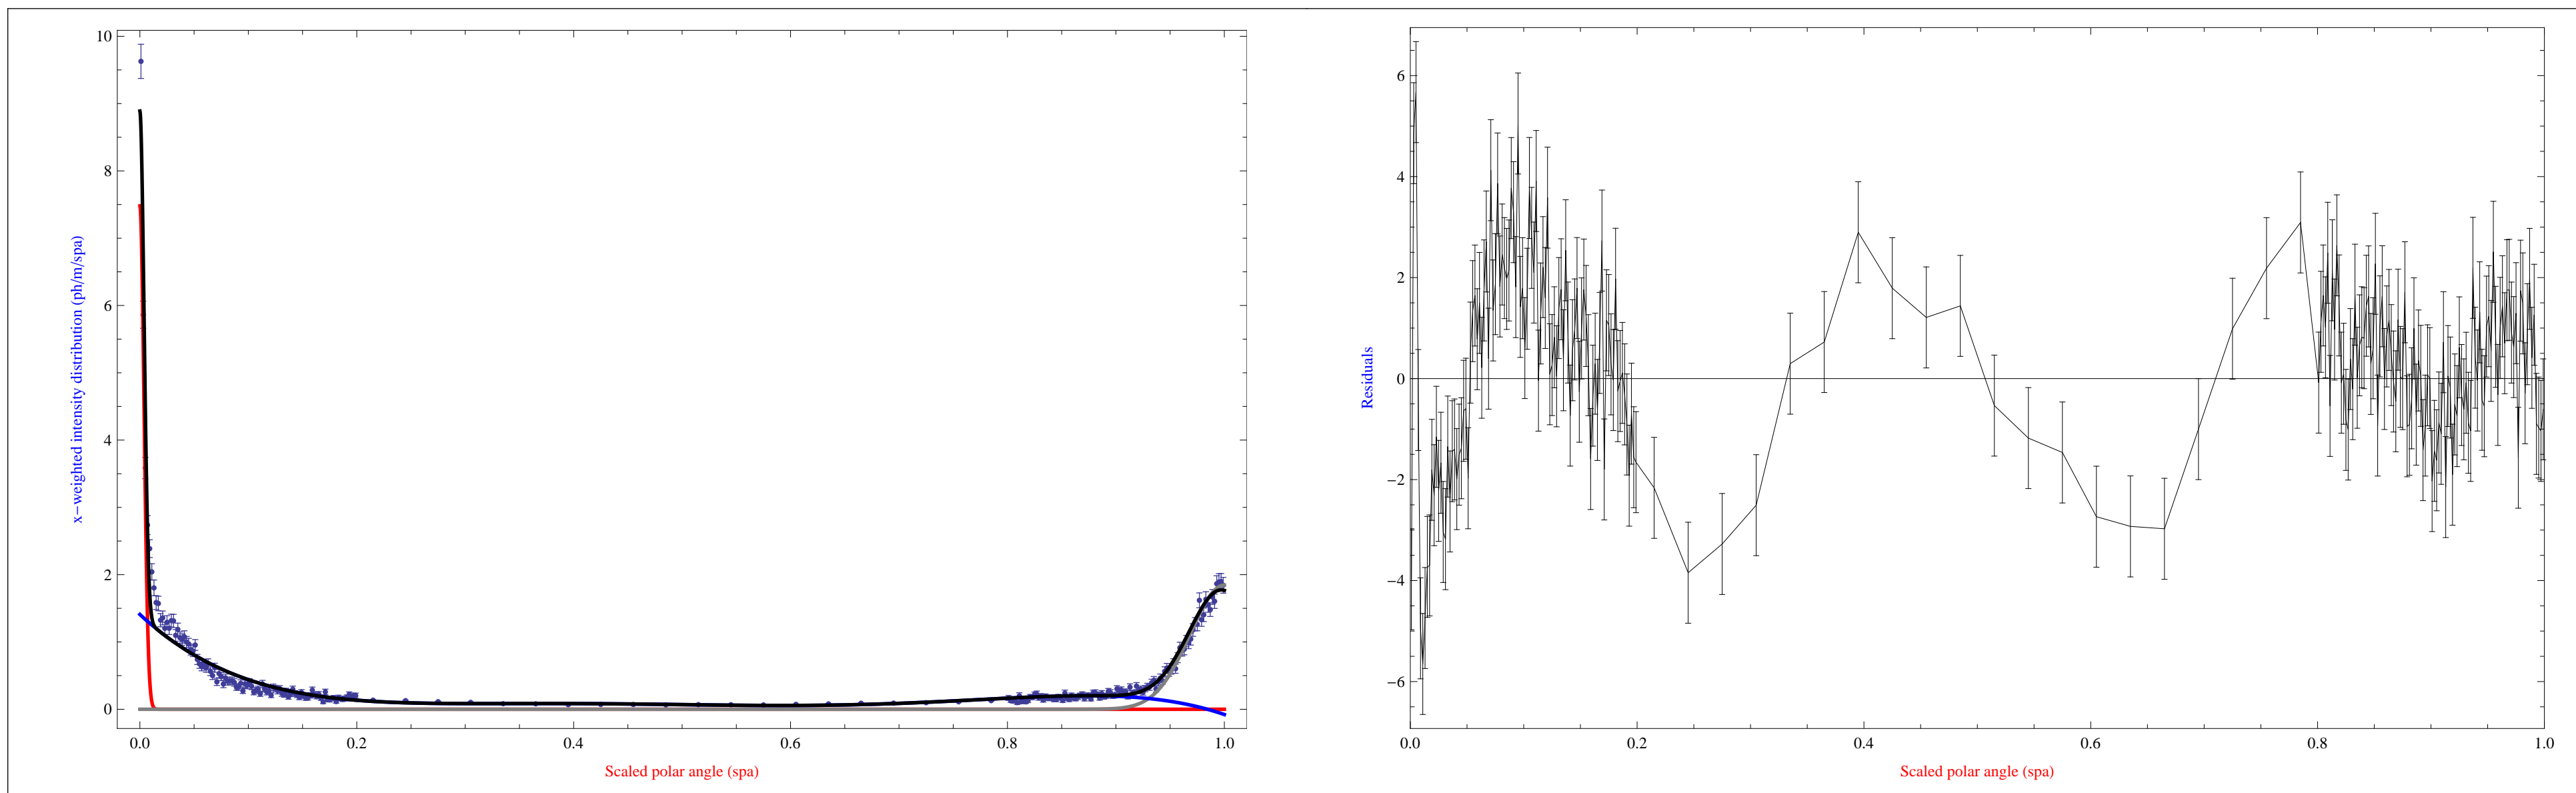 10
8
6
4
2
0
x−weighted intensity distribution (ph/m/spa)
0.0 0.2 0.4 0.6 0.8 1.0
Scaled polar angle (spa)
6
4
2
0
−2
−4
−6
Residuals
0.0 0.2 0.4 0.6 0.8 1.0
Scaled polar angle (spa)